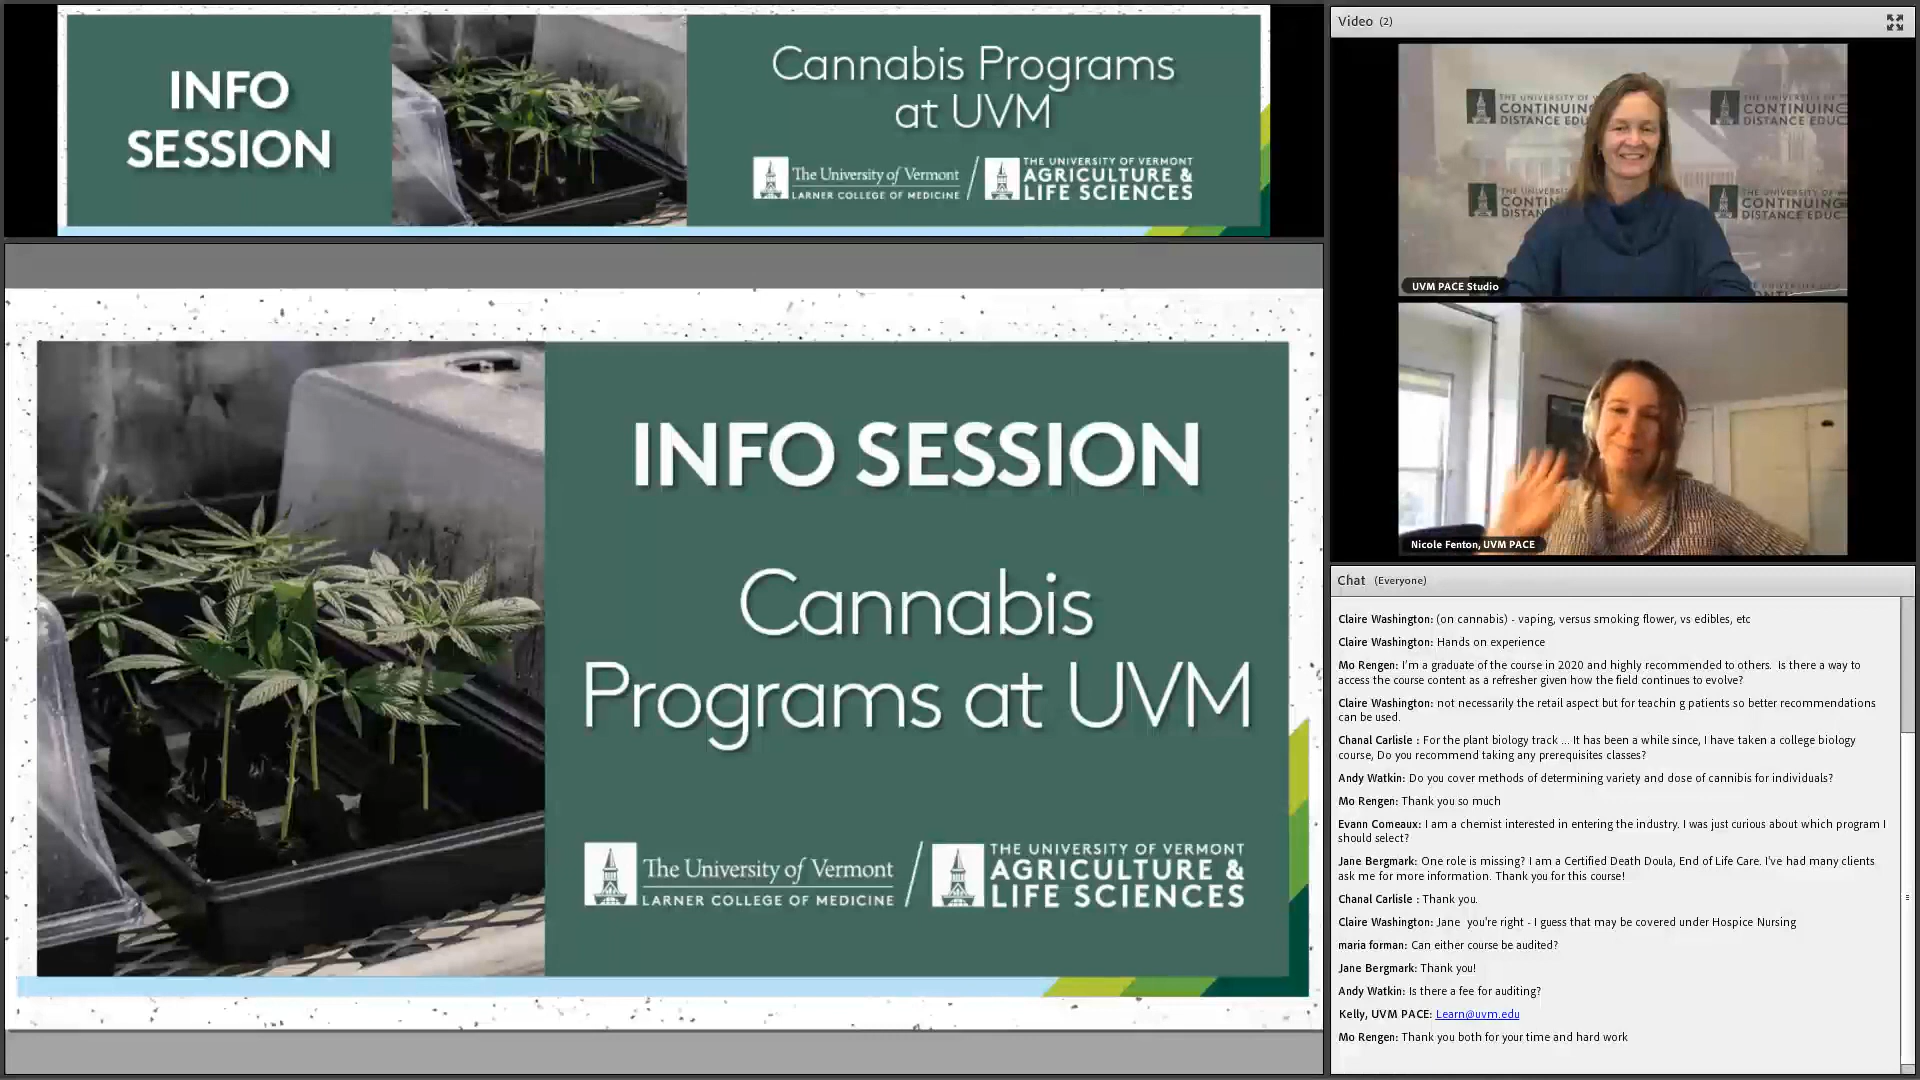 INFO
SESSION
Cannabis Programs
at UVM
The University of Vermont
LARNER COLLEGE OF MEDICINE
THE UNIVERSITY OF VERMONT
AGRICULTURE &
LIFE SCIENCES
INFO SESSION
Cannabis
Programs at UVM
The University of Vermont
LARNER COLLEGE OF MEDICINE
THE UNIVERSITY OF VERMONT
AGRICULTURE &
LIFE SCIENCES
Video (2)
THE UNIVERSITY OF
CONTINUING
DISTANCE EDUC
CONTINUING
DISTANCE EDUC
CONTINUING
DISTANCE EDUC
UVM PACE Studio
Nicole Fenton, UVM PACE
Chat (Everyone)
Claire Washington: (on cannabis) - vaping, versus smoking flower, vs edibles, etc
Claire Washington: Hands on experience
Mo Rengen: I'm a graduate of the course in 2020 and highly recommended to others. Is there a way to
access the course content as a refresher given how the field continues to evolve?
Claire Washington: not necessarily the retail aspect but for teachin g patients so better recommendations
can be used.
Chanal Carlisle : For the plant biology track ... It has been a while since, I have taken a college biology
course, Do you recommend taking any prerequisites classes?
Andy Watkin: Do you cover methods of determining variety and dose of cannibis for individuals?
Mo Rengen: Thank you so much
Evann Comeaux: I am a chemist interested in entering the industry. I was just curious about which program I
should select?
Jane Bergmark: One role is missing? I am a Certified Death Doula, End of Life Care. I've had many clients
ask me for more information. Thank you for this course!
Chanal Carlisle : Thank you.
Claire Washington: Jane you're right - I guess that may be covered under Hospice Nursing
maria forman: Can either course be audited?
Jane Bergmark: Thank you!
Andy Watkin: Is there a fee for auditing?
Kelly, UVM PACE: Learn@uvm.edu
Mo Rengen: Thank you both for your time and hard work